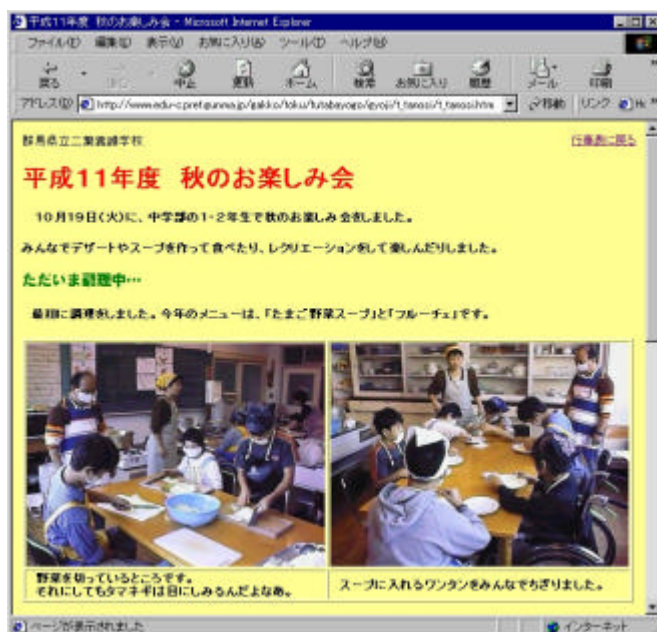 平成11年度 秋のお楽しみ会 - Microsoft Internet Explorer
ファイル(F) 編集(E) 表示(V) お気に入り(A) ツール(T) ヘルプ(H)
戻る 中止 更新 ホーム 検索 お気に入り 履歴 メール 印刷
アドレス(D) 移動 リンク
群馬県立二葉養護学校 行事表に戻る
平成11年度 秋のお楽しみ会
10月19日(火)に、中学部の1・2年生で秋のお楽しみ会をしました。
みんなでデザートやスープを作って食べたり、レクリエーションをして楽しんだりしました。
ただいま調理中…
最初に調理をしました。今年のメニューは、「たまご野菜スープ」と「フルーチェ」です。
野菜を切っているところです。
それにしてもタマネギは目にしみるんだよなあ。
スープに入れるワンタンをみんなでちぎりました。
ページが表示されました インターネット